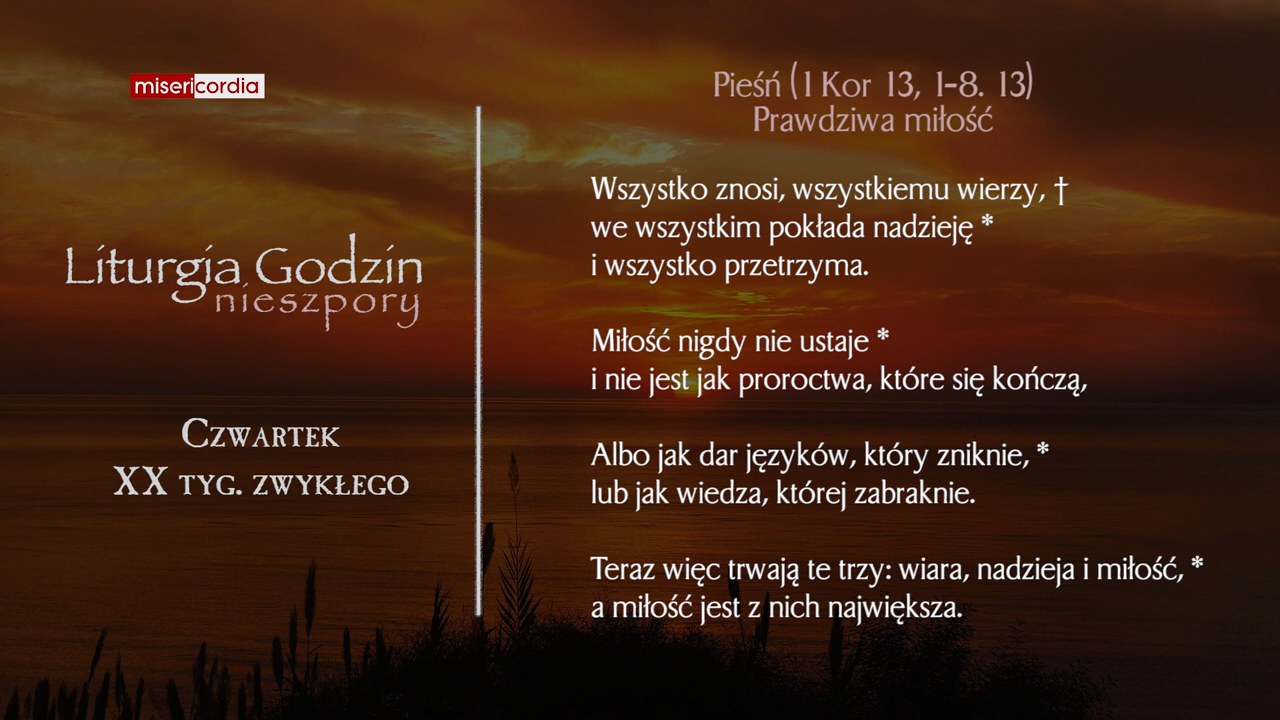 misericordia
Liturgia Godzin
nieszpory
Czwartek
XX tyg. zwykłego
Pieśń (1 Kor 13, 1-8. 13)
Prawdziwa miłość
Wszystko znosi, wszystkiemu wierzy, †
we wszystkim pokłada nadzieję *
i wszystko przetrzyma.
Miłość nigdy nie ustaje *
i nie jest jak proroctwa, które się kończą,
Albo jak dar języków, który zniknie, *
lub jak wiedza, której zabraknie.
Teraz więc trwają te trzy: wiara, nadzieja i miłość, *
a miłość jest z nich największa.